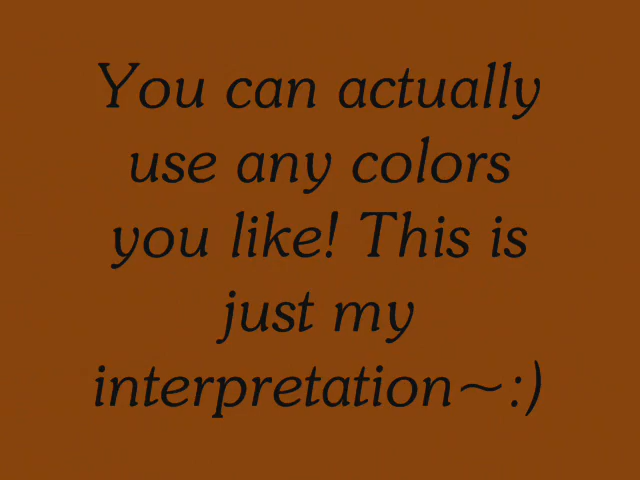 You can actually
use any colors
you like! This is
just my
interpretation~:)